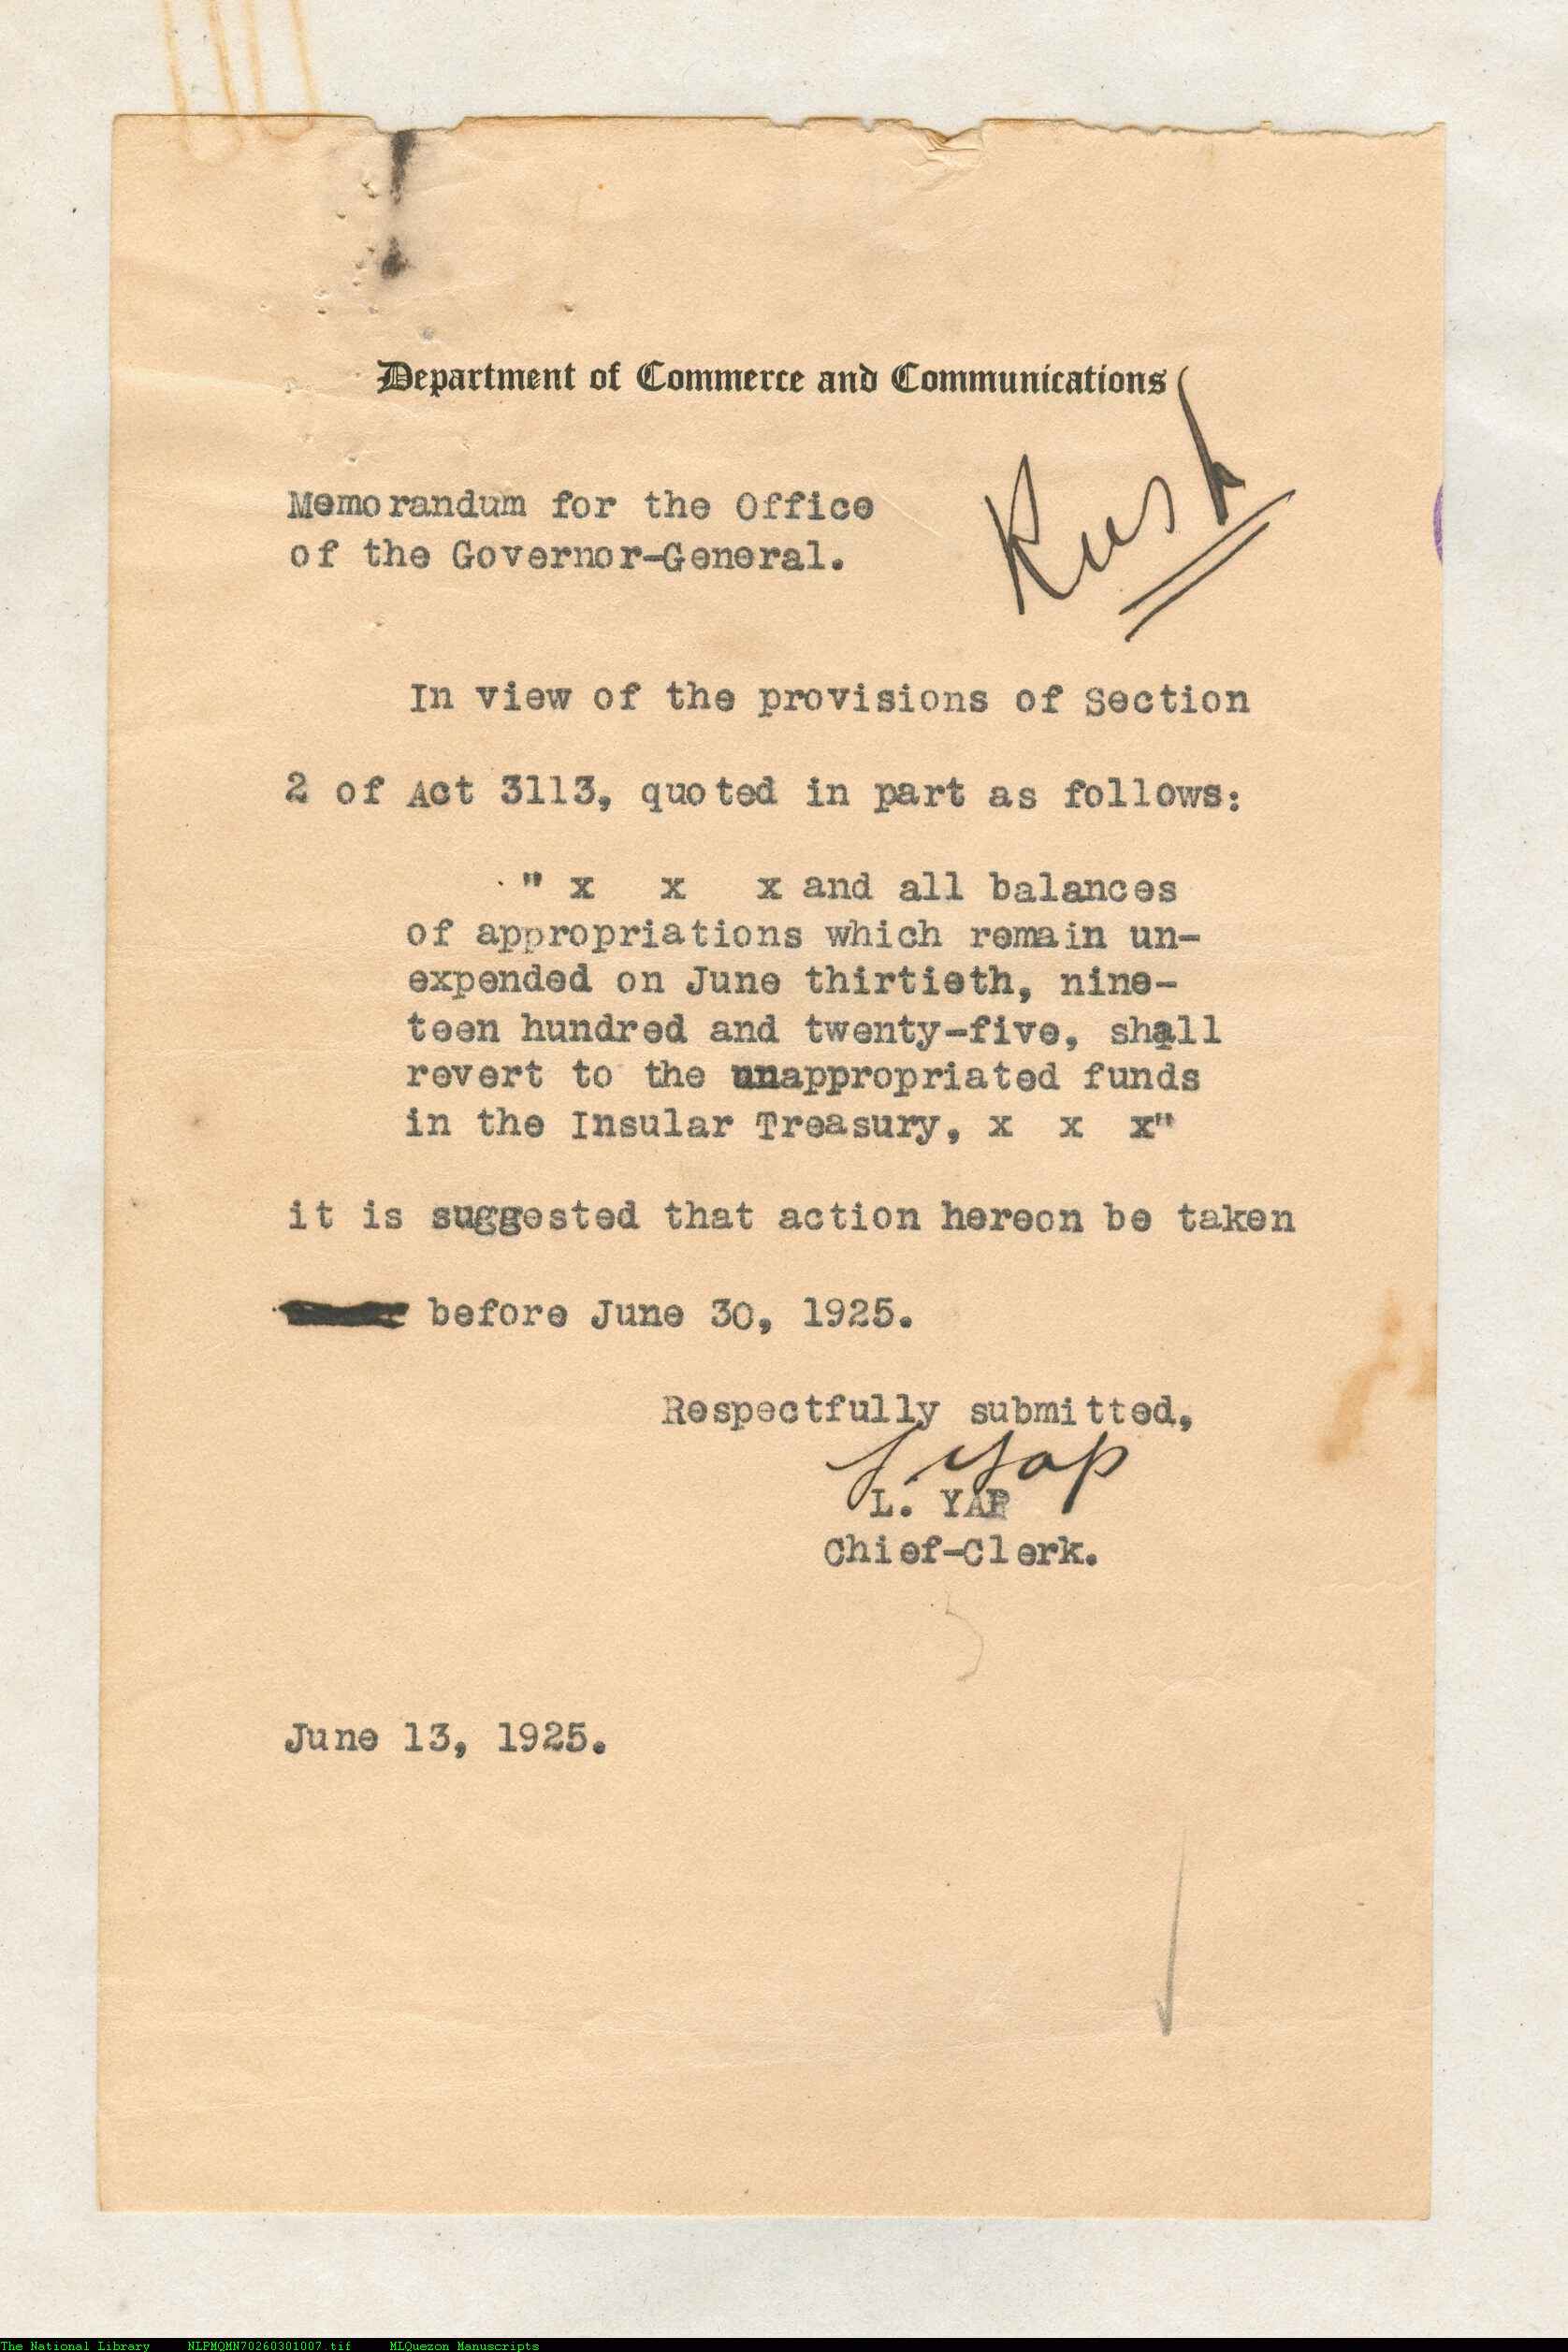 Department of Commerce and Communications
Rush
Memorandum for the Office
of the Governor-General.
In view of the provisions of Section
2 of Act 3113, quoted in part as follows:
" x x x and all balances
of appropriations which remain un-
expended on June thirtieth, nine-
teen hundred and twenty-five, shall
revert to the unappropriated funds
in the Insular Treasury, x x x"
it is suggested that action hereon be taken
before June 30, 1925.
Respectfully submitted,
L Yap
L. YAP
Chief-Clerk.
June 13, 1925.
The National Library NLPMQMN70260301007.tif MLQuezon Manuscripts